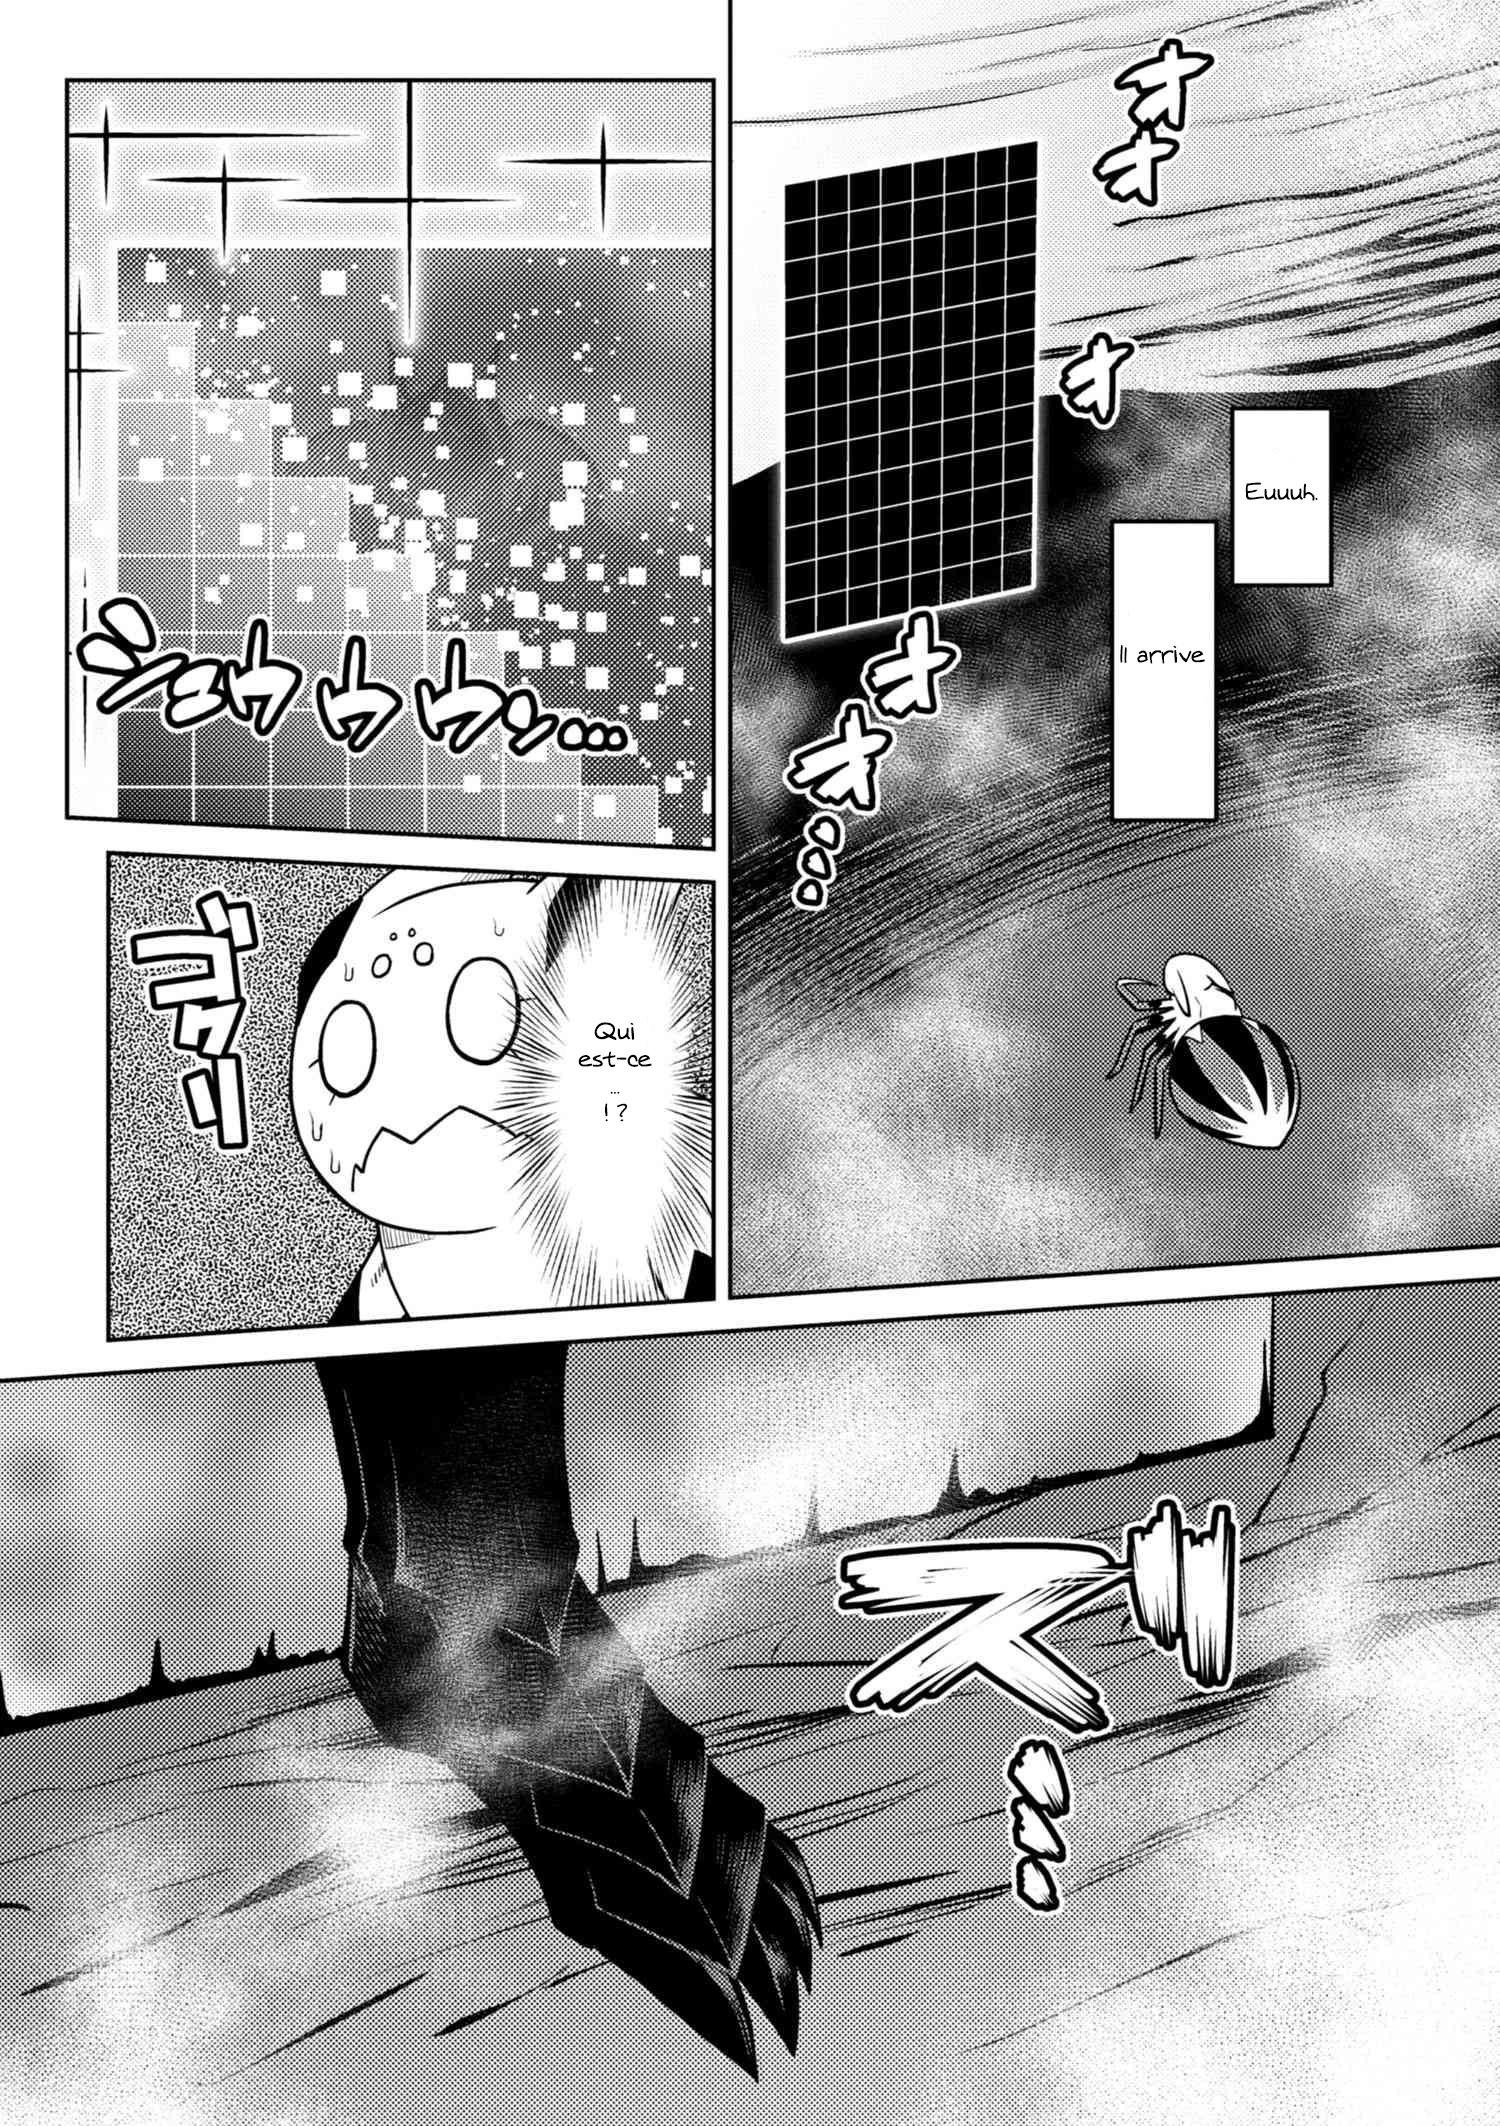 オオ
オ
オオ…
Euuuh.
Il arrive
ショウウウン…
ゴクリ
Qui
est-ce
...
!?
ズ…